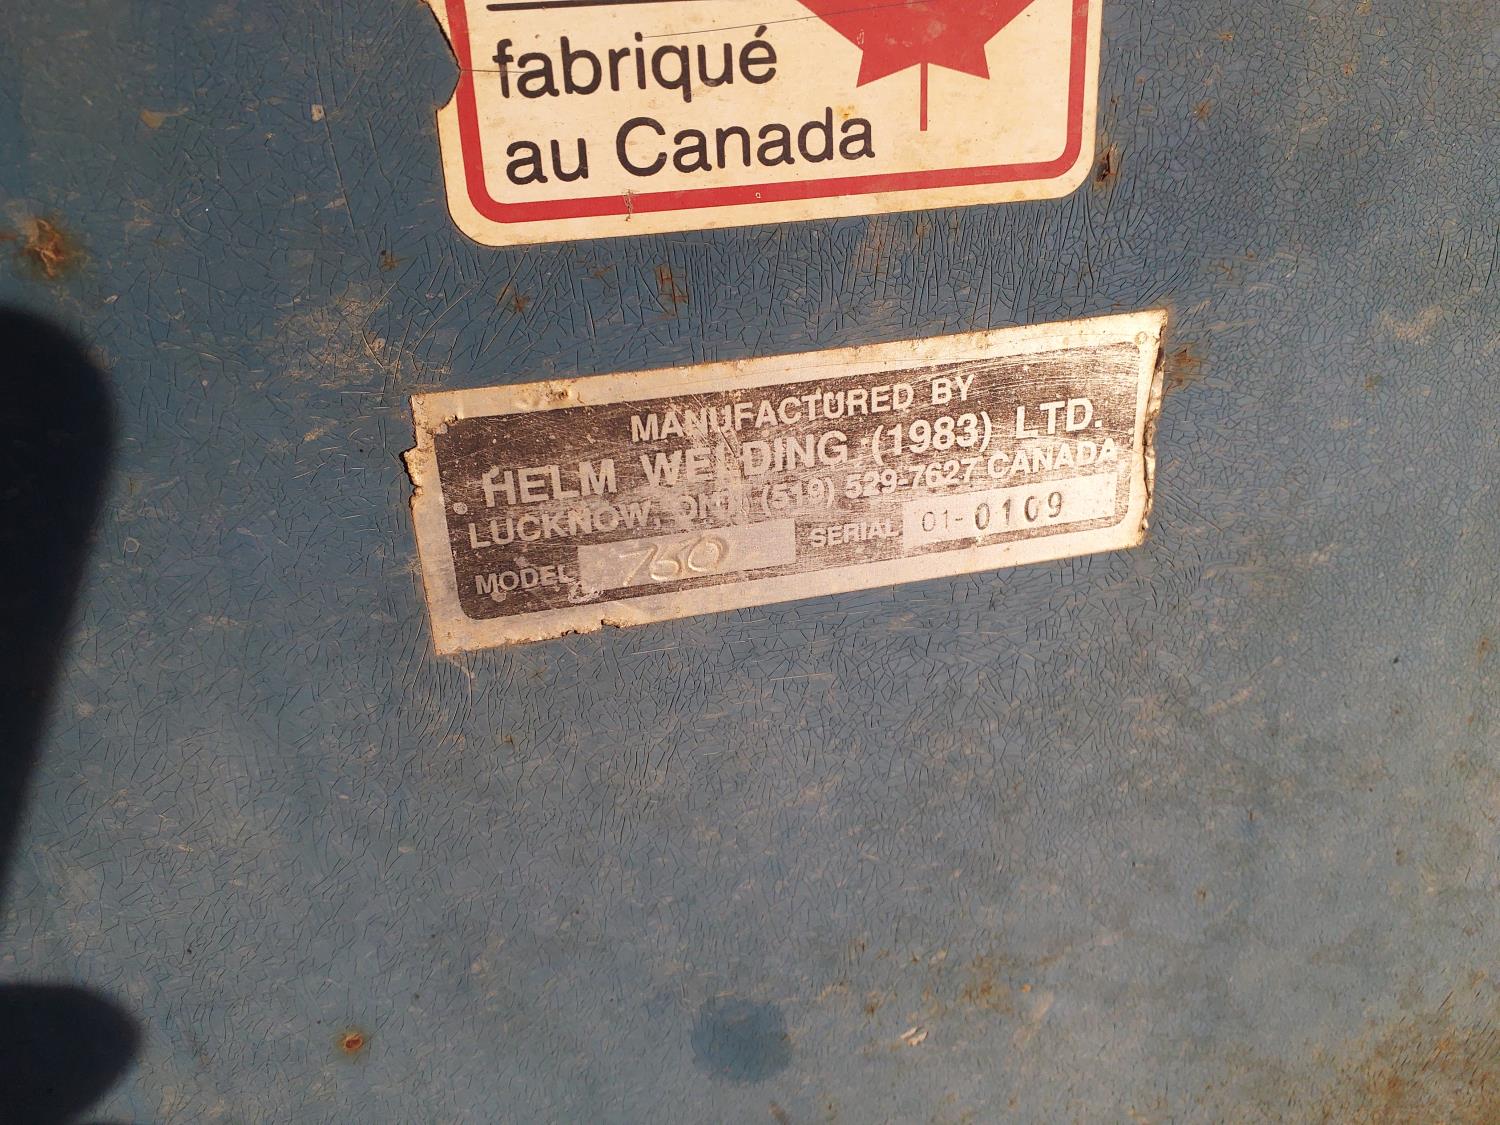 fabriqué
au Canada
MANUFACTURED BY
HELM WELDING (1983) LTD.
LUCKNOW, ONT. (519) 529-7627 CANADA
MODEL 750 SERIAL 01-0109